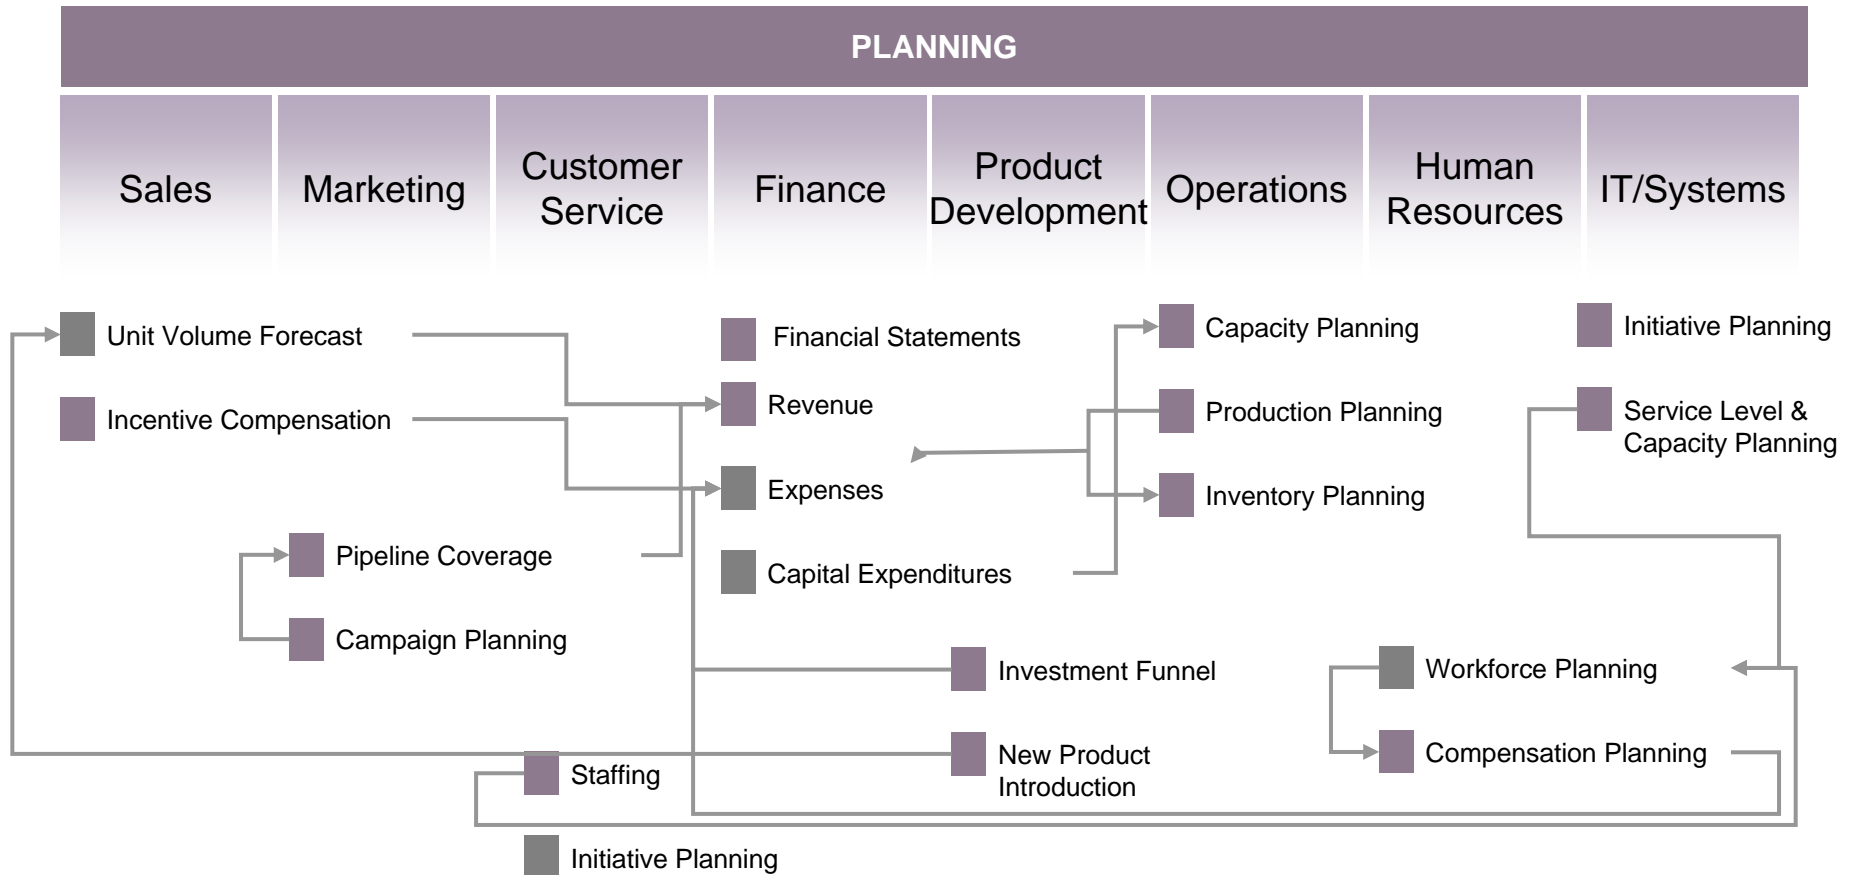 PLANNING
Sales
Marketing
Customer
Service
Finance
Product
Development
Operations
Human
Resources
IT/Systems
Unit Volume Forecast
Incentive Compensation
Pipeline Coverage
Campaign Planning
Staffing
Initiative Planning
Financial Statements
Revenue
Expenses
Capital Expenditures
Investment Funnel
New Product
Introduction
Capacity Planning
Production Planning
Inventory Planning
Workforce Planning
Compensation Planning
Initiative Planning
Service Level &
Capacity Planning